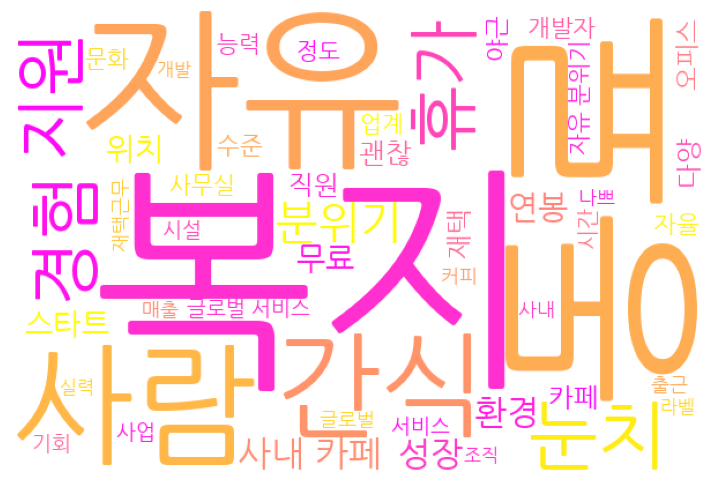 자유
동료
지원
휴가
문화
개발
능력
정도
야근
개발자
자유 분위기
오피스
위치
수준
업계
괜찮
다양
경험
재택근무
사무실
시설
직원
분위기
무료
재택
커피
연봉
시간
나쁘
자율
복지
스타트
매출
글로벌 서비스
사내
사람
간식
실력
기회
사업
글로벌
서비스
사내 카페
성장
조직
환경
카페
눈치
출근
라벨